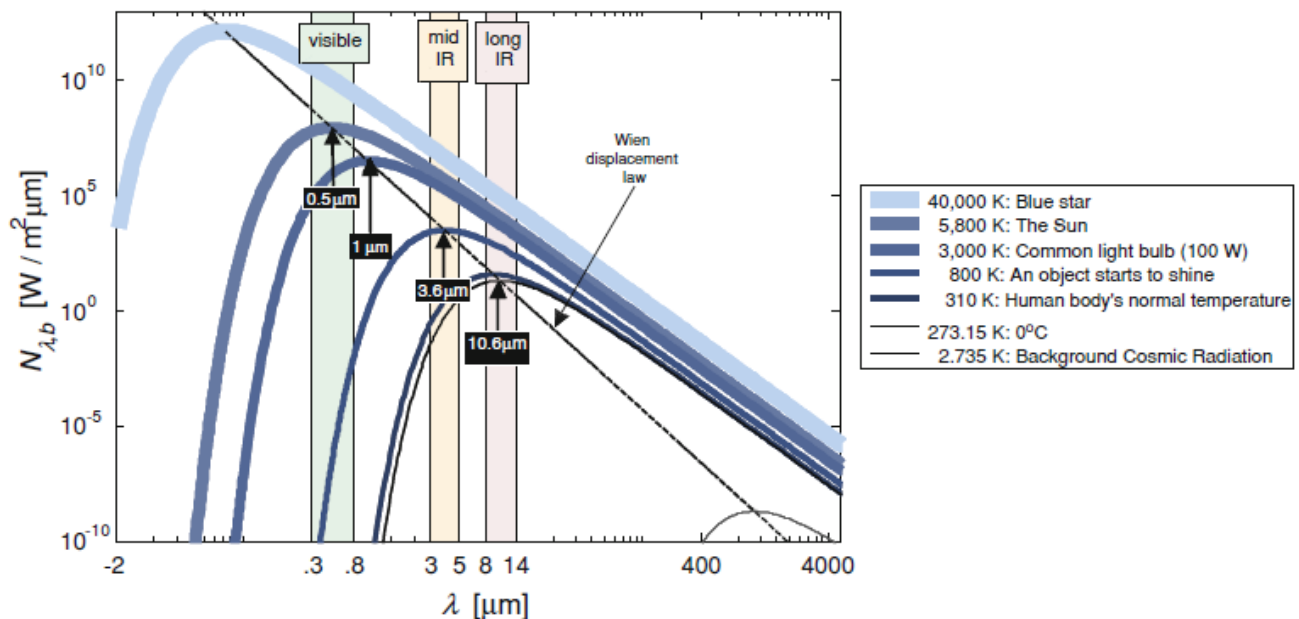 visible
mid
IR
long
IR
10^10
10^5
10^0
10^-5
10^-10
N_λ,b [W / m^2 μm]
Wien
displacement
law
0.5μm
1 μm
3.6μm
10.6μm
-2
.3
.8
3
5
8
14
400
4000
λ [μm]
40,000 K: Blue star
5,800 K: The Sun
3,000 K: Common light bulb (100 W)
800 K: An object starts to shine
310 K: Human body's normal temperature
273.15 K: 0°C
2.735 K: Background Cosmic Radiation